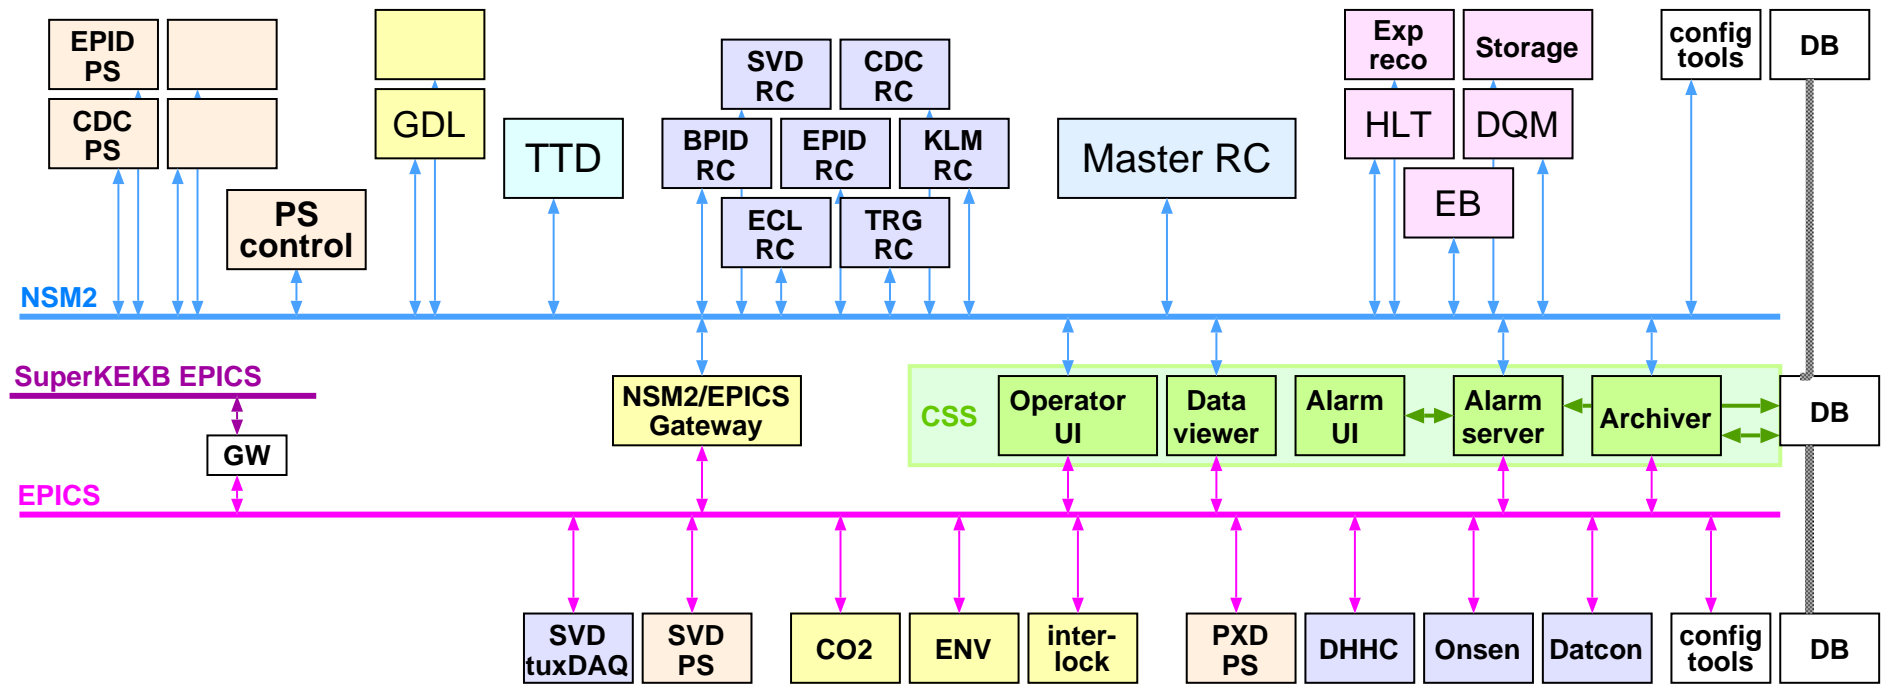 EPID
PS
CDC
PS
PS
control
GDL
TTD
SVD
RC
CDC
RC
BPID
RC
EPID
RC
KLM
RC
ECL
RC
TRG
RC
Master RC
Exp
reco
Storage
HLT
DQM
EB
config
tools
DB
NSM2
SuperKEKB EPICS
GW
NSM2/EPICS
Gateway
CSS
Operator
UI
Data
viewer
Alarm
UI
Alarm
server
Archiver
DB
EPICS
SVD
tuxDAQ
SVD
PS
CO2
ENV
inter-
lock
PXD
PS
DHHC
Onsen
Datcon
config
tools
DB